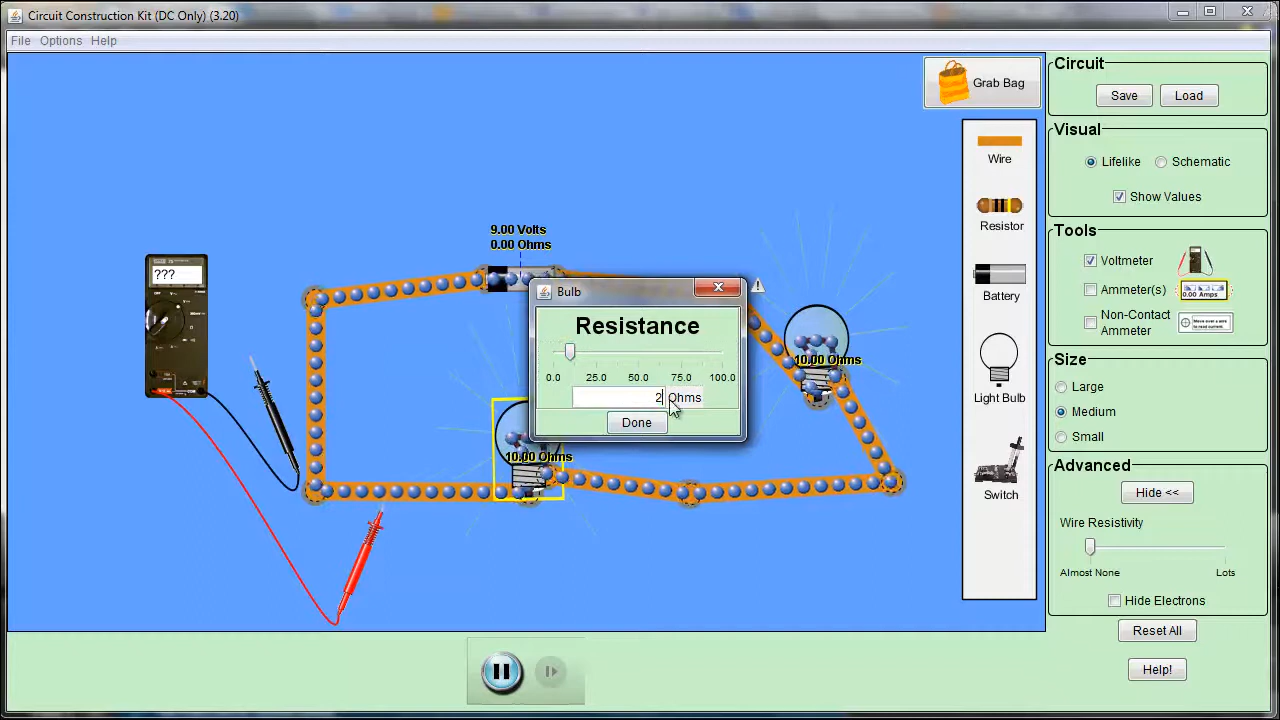 Circuit Construction Kit (DC Only) (3.20)
File Options Help
Grab Bag
Wire
Resistor
Battery
Light Bulb
Switch
9.00 Volts
0.00 Ohms
???
10.00 Ohms
10.00 Ohms
Bulb
Resistance
0.0 25.0 50.0 75.0 100.0
2 Ohms
Done
Circuit
Save Load
Visual
Lifelike Schematic
Show Values
Tools
Voltmeter
Ammeter(s)
0.00 Amps
Non-Contact
Ammeter
Size
Large
Medium
Small
Advanced
Hide <<
Wire Resistivity
Almost None Lots
Hide Electrons
Reset All
Help!